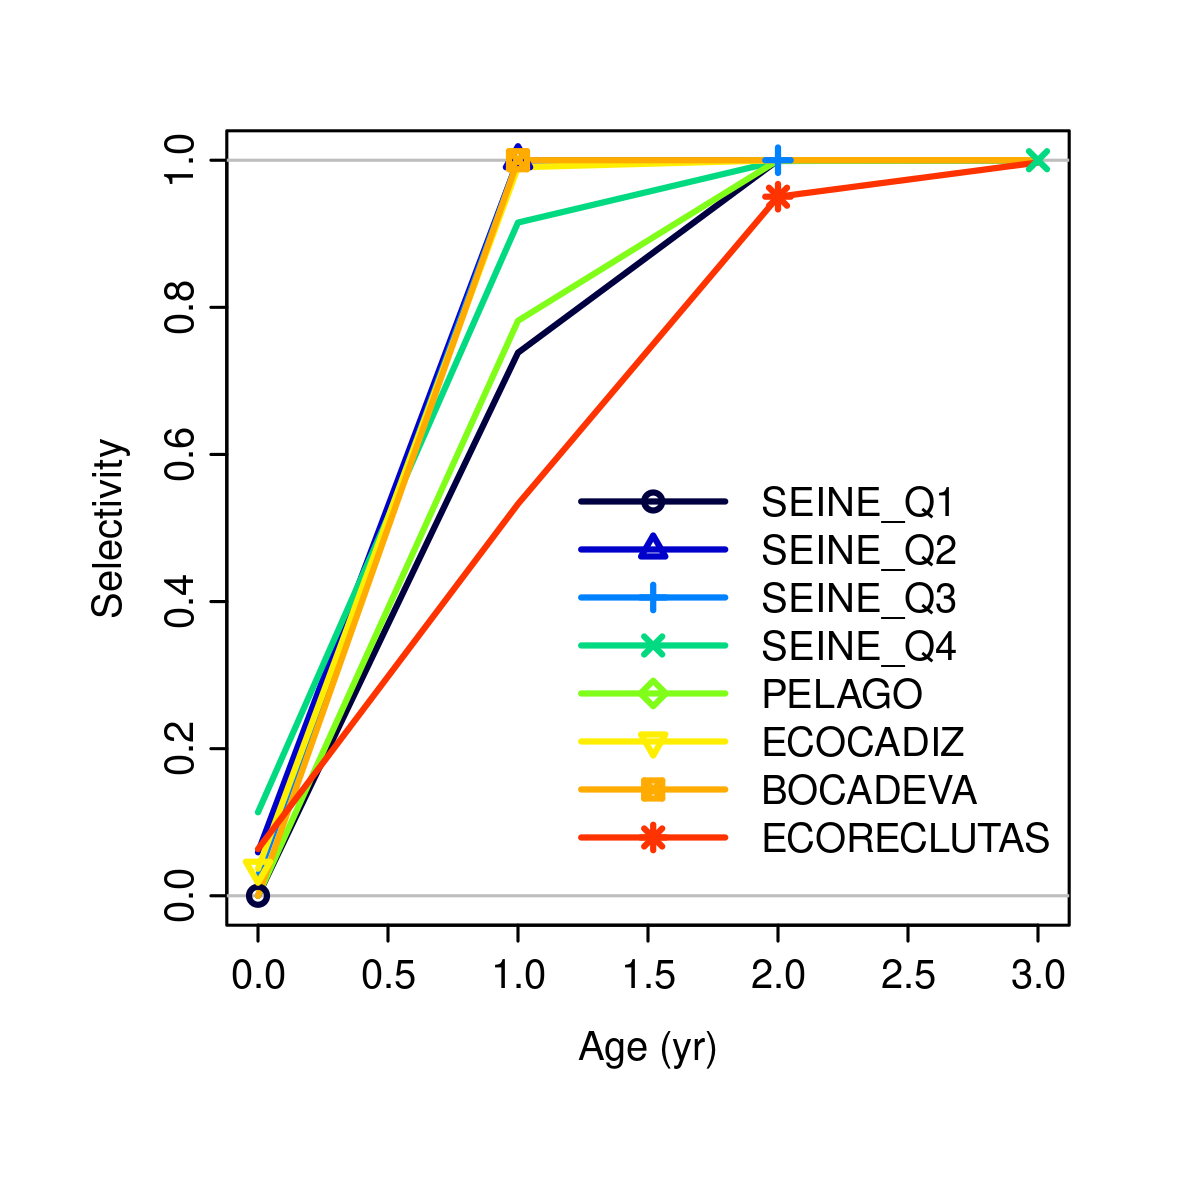 1.0
0.8
0.6
0.4
0.2
0.0
Selectivity
SEINE_Q1
SEINE_Q2
SEINE_Q3
SEINE_Q4
PELAGO
ECOCADIZ
BOCADEVA
ECORECLUTAS
0.0 0.5 1.0 1.5 2.0 2.5 3.0
Age (yr)